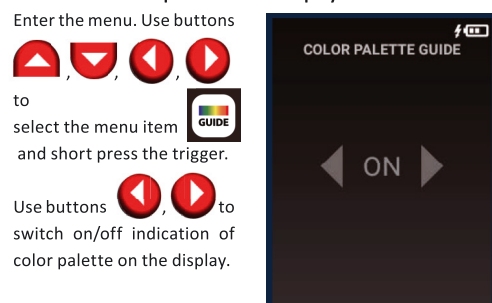 Enter the menu. Use buttons
, , ,
to
select the menu item GUIDE
and short press the trigger.
Use buttons , to
switch on/off indication of
color palette on the display.
COLOR PALETTE GUIDE
ON